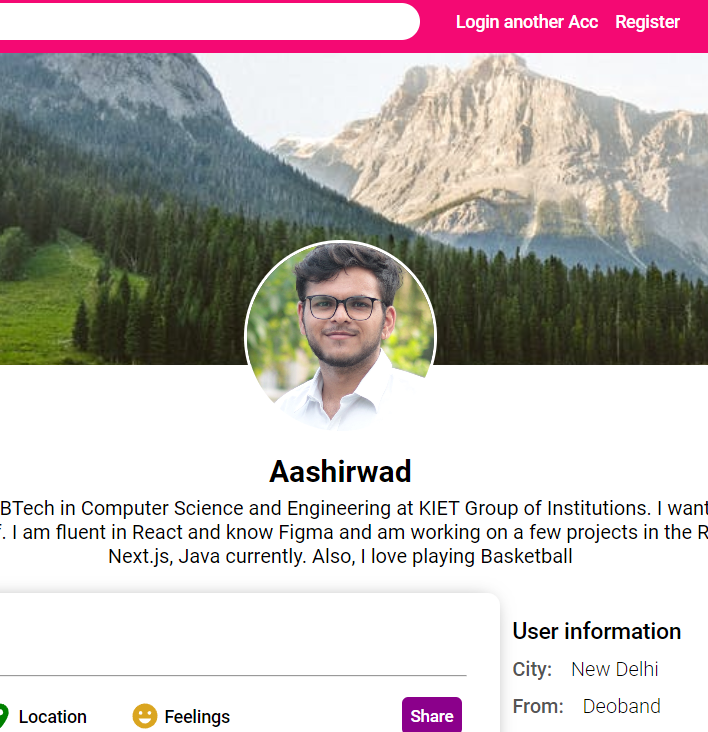 Login another Acc Register
Aashirwad
BTech in Computer Science and Engineering at KIET Group of Institutions. I want
. I am fluent in React and know Figma and am working on a few projects in the R
Next.js, Java currently. Also, I love playing Basketball
User information
City: New Delhi
From: Deoband
Location Feelings Share